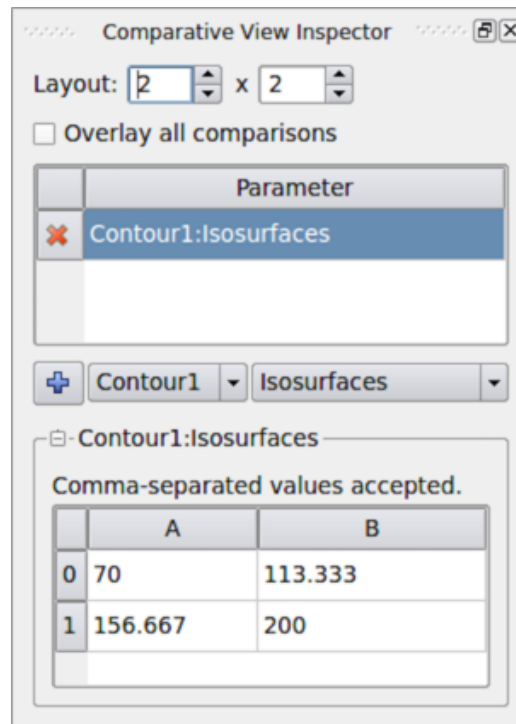 Comparative View Inspector
Layout: 2 x 2
Overlay all comparisons
Parameter
Contour1:Isosurfaces
Contour1 Isosurfaces
Contour1:Isosurfaces
Comma-separated values accepted.
A B
0 70 113.333
1 156.667 200